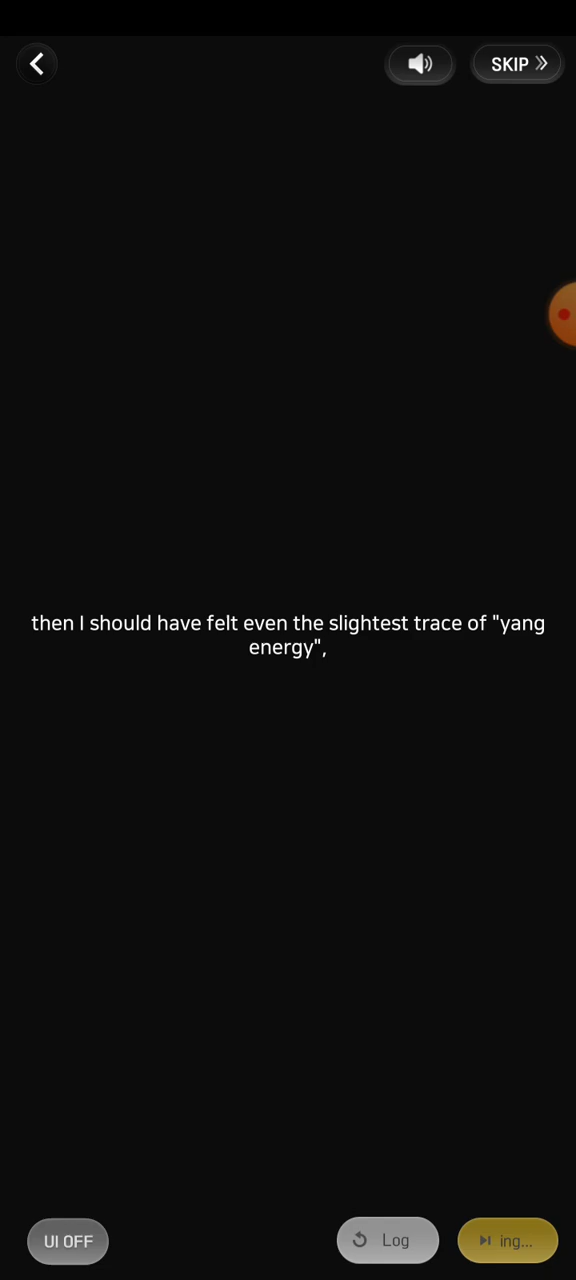 SKIP
then I should have felt even the slightest trace of "yang
energy",
UI OFF
Log
ing...